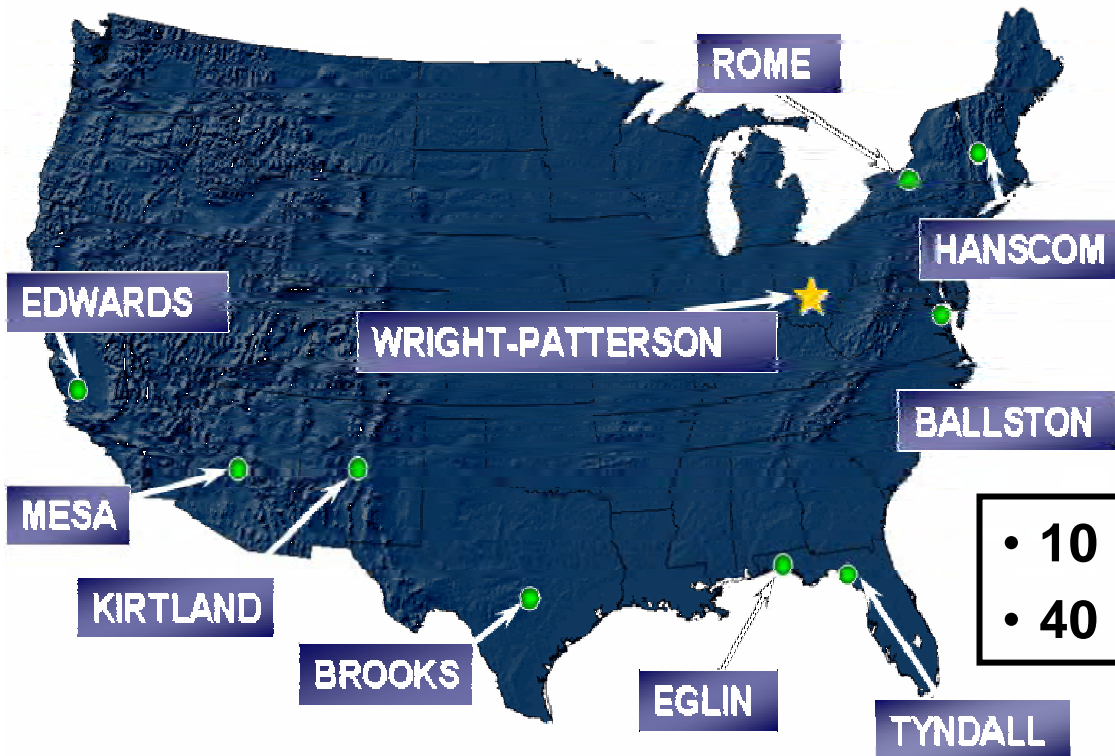 ROME
HANSCOM
EDWARDS
WRIGHT-PATTERSON
BALLSTON
MESA
• 10
• 40
KIRTLAND
BROOKS
EGLIN
TYNDALL